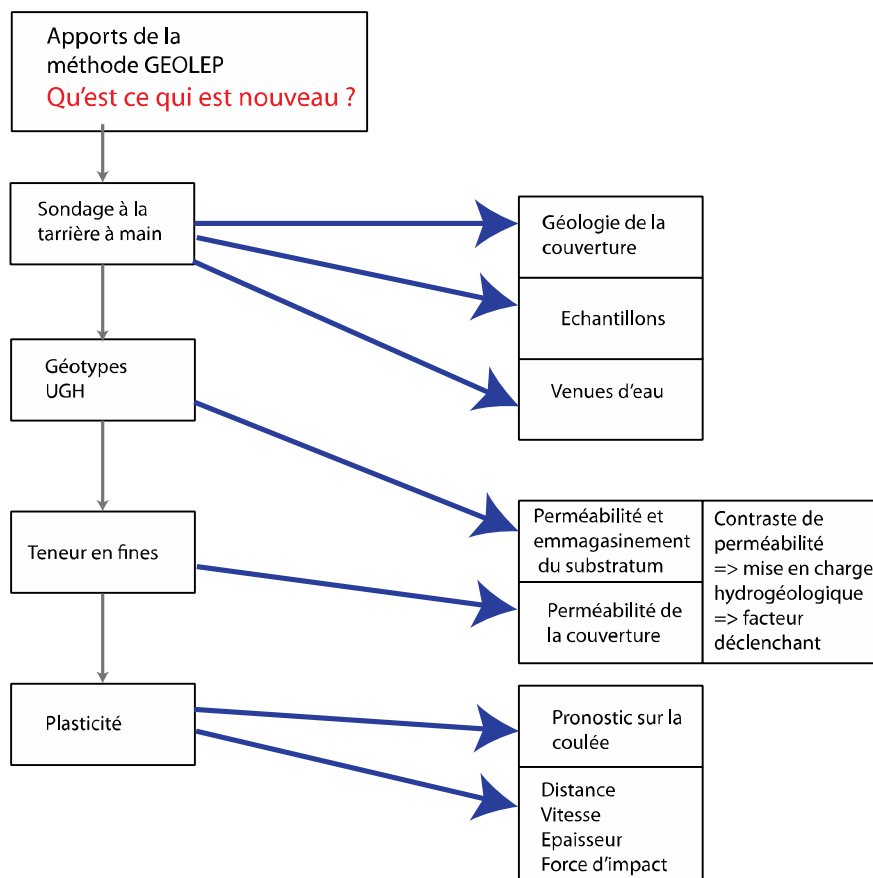 Apports de la
méthode GEOLEP
Qu'est ce qui est nouveau ?
Sondage à la
tarrière à main
Géologie de la
couverture
Echantillons
Venues d'eau
Géotypes
UGH
Teneur en fines
Perméabilité et
emmagasinement
du substratum
Perméabilité de
la couverture
Contraste de
perméabilité
=> mise en charge
hydrogéologique
=> facteur
déclenchant
Plasticité
Pronostic sur la
coulée
Distance
Vitesse
Epaisseur
Force d'impact